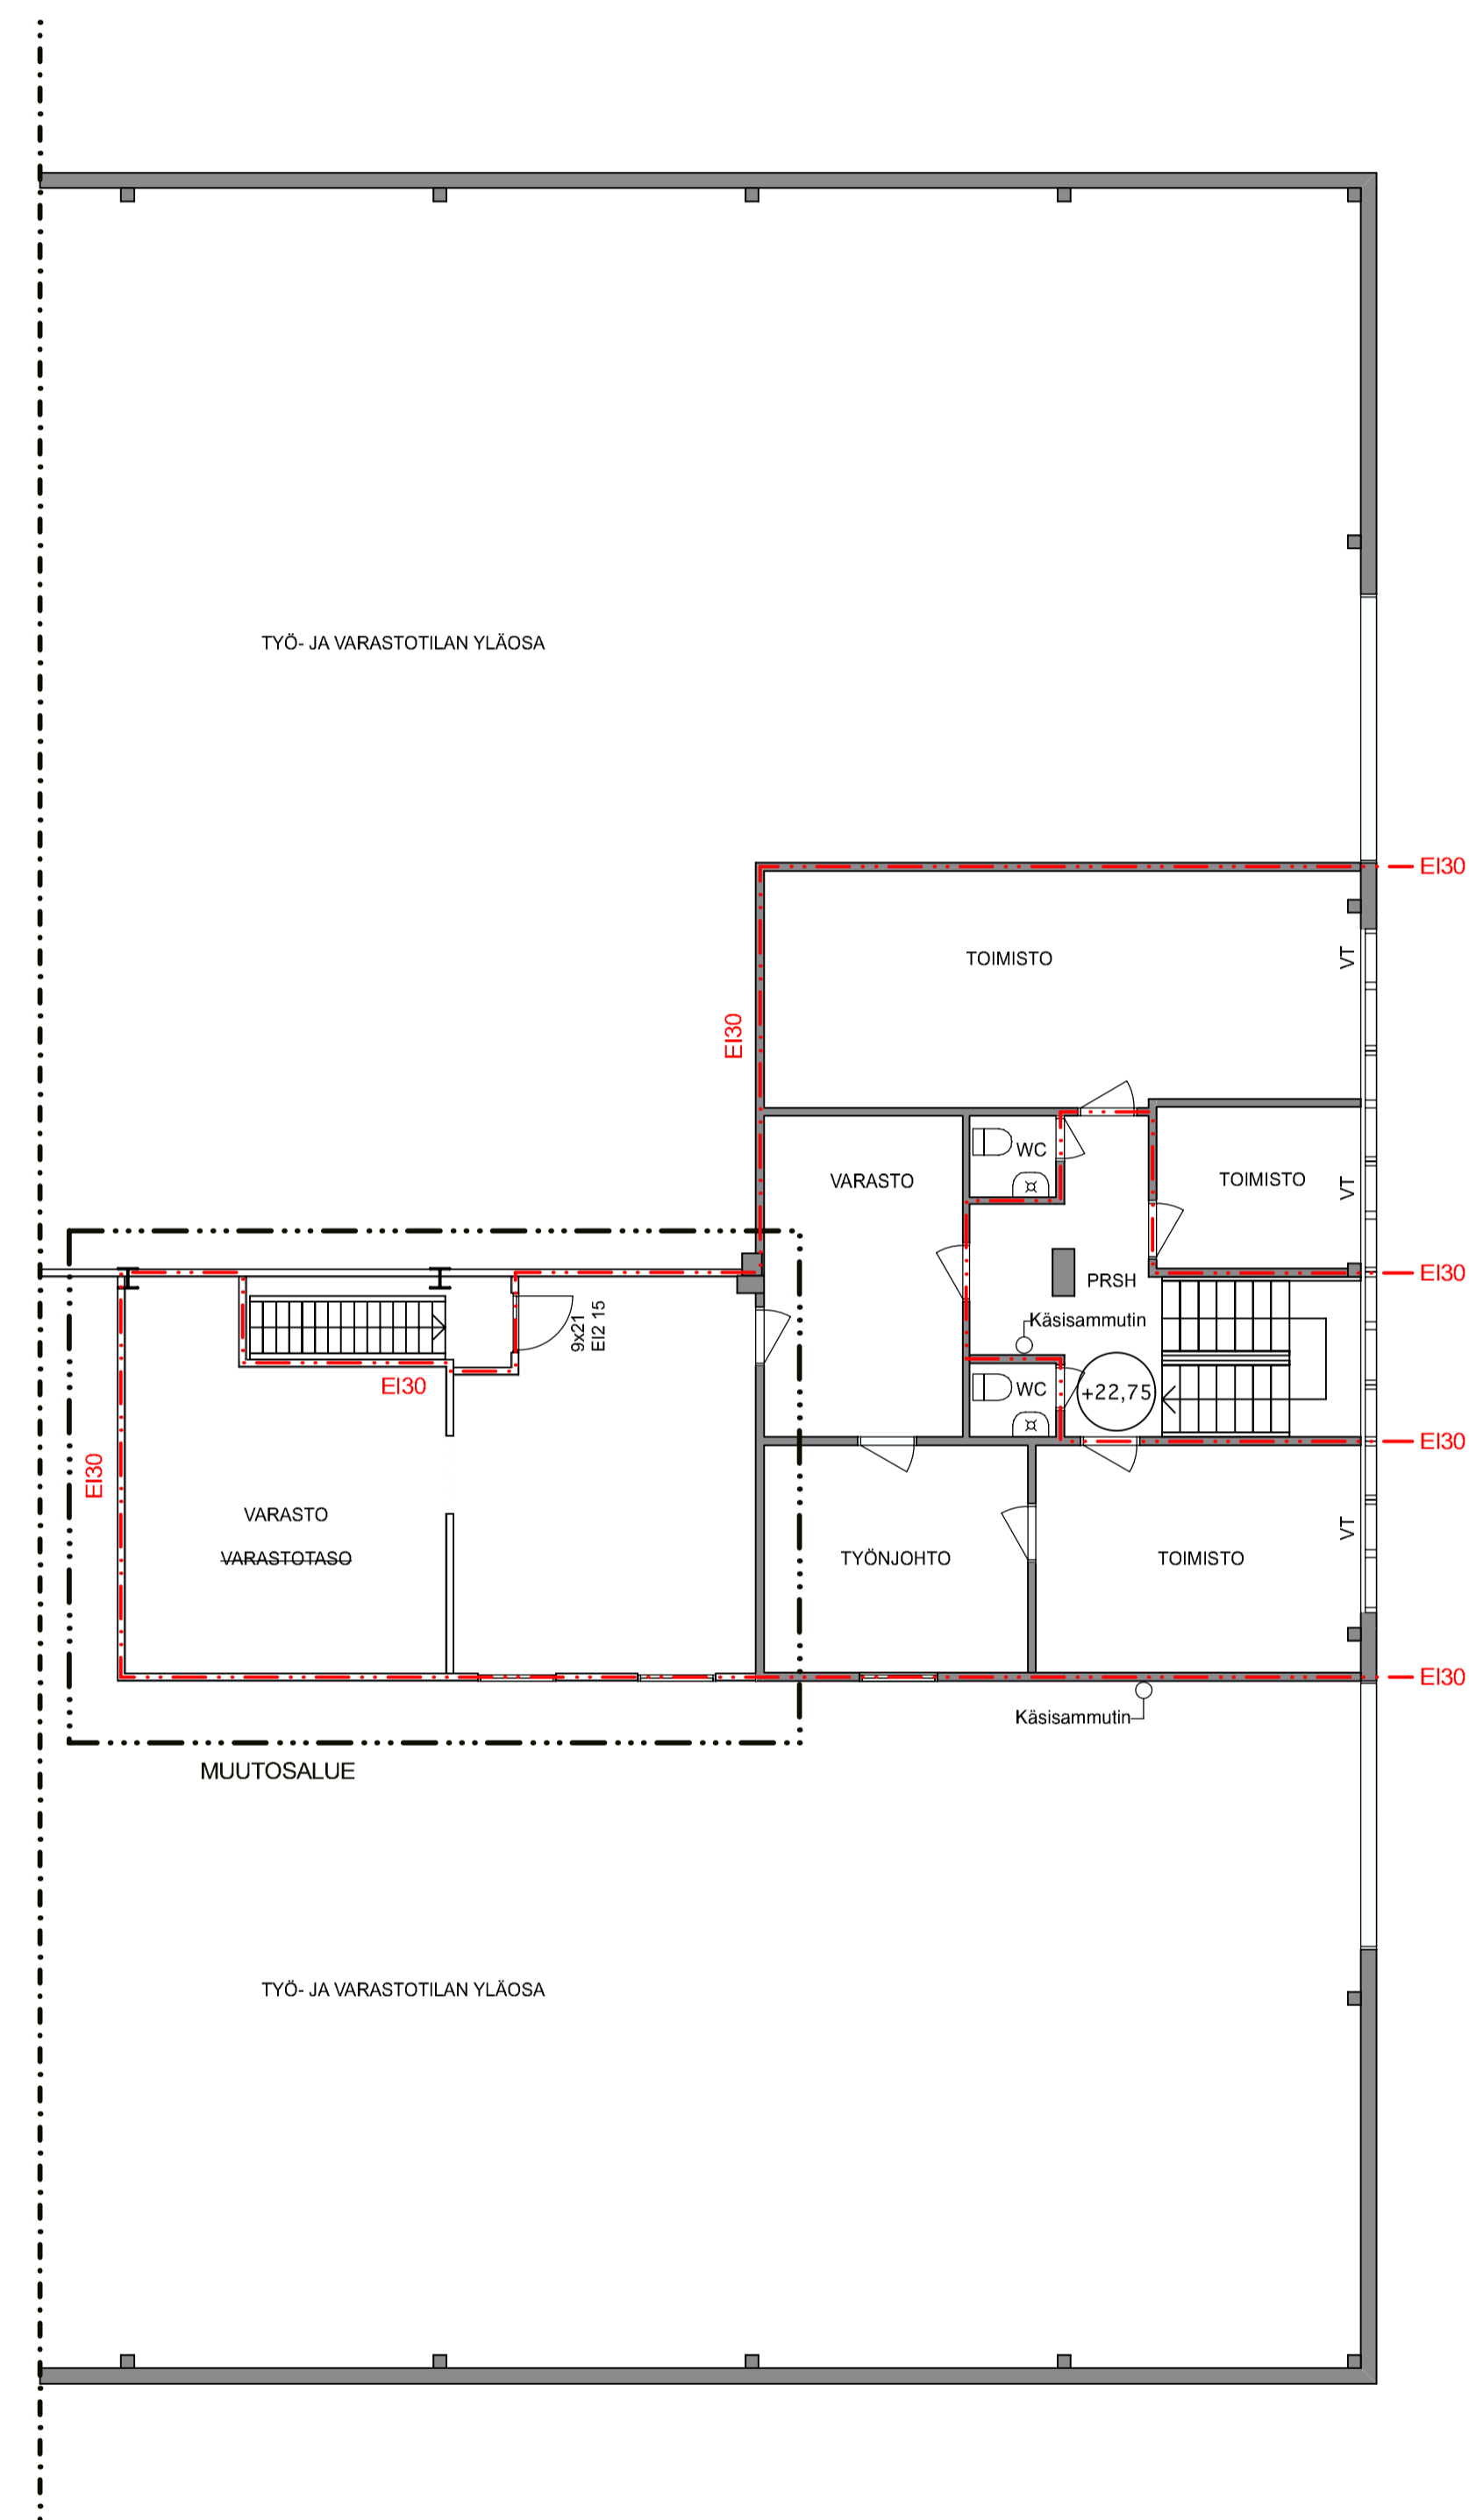 TYÖ- JA VARASTOTILAN YLÄOSA
EI30
TOIMISTO
VT
EI30
WC
VARASTO
TOIMISTO
VT
EI30
PRSH
Käsisammutin
9x21
EI2 15
EI30
WC
+22,75
EI30
EI30
VARASTO
VT
VARASTOTASO
TYÖNJOHTO
TOIMISTO
EI30
Käsisammutin
MUUTOSALUE
TYÖ- JA VARASTOTILAN YLÄOSA